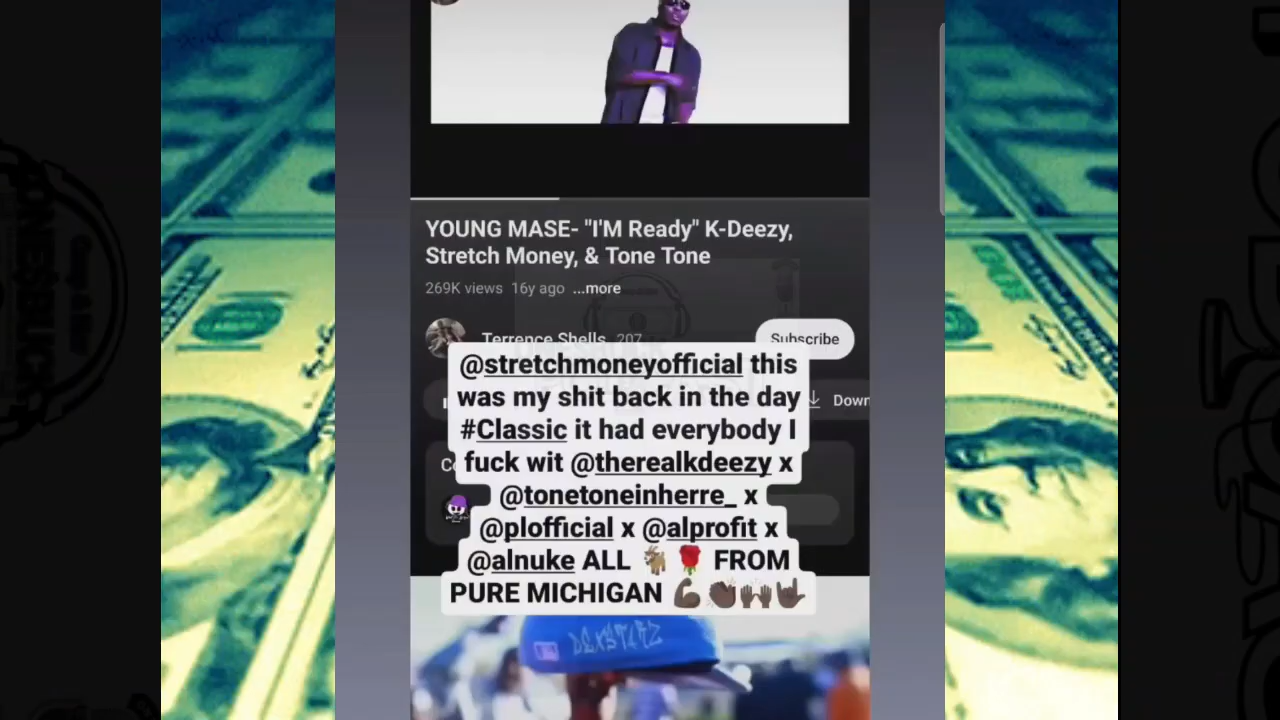 YOUNG MASE- "I'M Ready" K-Deezy,
Stretch Money, & Tone Tone
269K views 16y ago ...more
Terrence Shells 207
Subscribe
@stretchmoneyofficial this
was my shit back in the day
Down
#Classic it had everybody I
fuck wit @therealkdeezy x
@tonetoneinherre_ x
@plofficial x @alprofit x
@alnuke ALL 🐐 🌹 FROM
PURE MICHIGAN 💪🏿👏🏿🙌🏿🤟🏿
DEXSTARZ